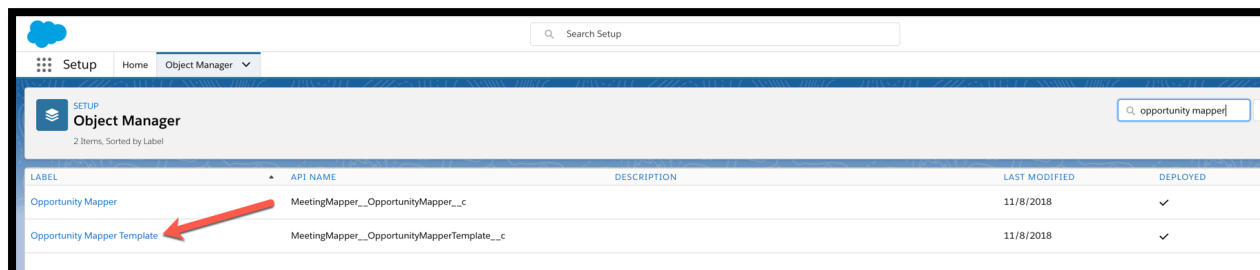 Search Setup
Setup Home Object Manager
SETUP
Object Manager
opportunity mapper
2 Items, Sorted by Label
LABEL API NAME DESCRIPTION LAST MODIFIED DEPLOYED
Opportunity Mapper MeetingMapper__OpportunityMapper__c 11/8/2018
Opportunity Mapper Template MeetingMapper__OpportunityMapperTemplate__c 11/8/2018